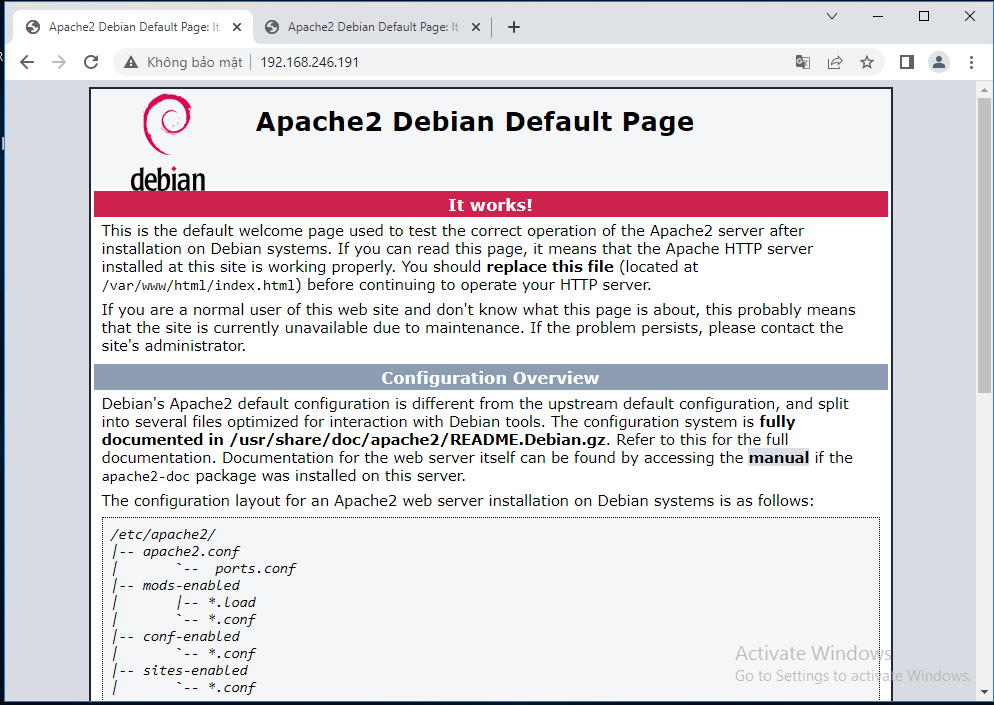 Apache2 Debian Default Page: It
Apache2 Debian Default Page: It
Không bảo mật
192.168.246.191
debian
Apache2 Debian Default Page
It works!
This is the default welcome page used to test the correct operation of the Apache2 server after
installation on Debian systems. If you can read this page, it means that the Apache HTTP server
installed at this site is working properly. You should replace this file (located at
/var/www/html/index.html) before continuing to operate your HTTP server.
If you are a normal user of this web site and don't know what this page is about, this probably means
that the site is currently unavailable due to maintenance. If the problem persists, please contact the
site's administrator.
Configuration Overview
Debian's Apache2 default configuration is different from the upstream default configuration, and split
into several files optimized for interaction with Debian tools. The configuration system is fully
documented in /usr/share/doc/apache2/README.Debian.gz. Refer to this for the full
documentation. Documentation for the web server itself can be found by accessing the manual if the
apache2-doc package was installed on this server.
The configuration layout for an Apache2 web server installation on Debian systems is as follows:
/etc/apache2/
|-- apache2.conf
|       `--  ports.conf
|-- mods-enabled
|       |-- *.load
|       `-- *.conf
|-- conf-enabled
|       `-- *.conf
|-- sites-enabled
|       `-- *.conf
Activate Windows
Go to Settings to activate Windows.